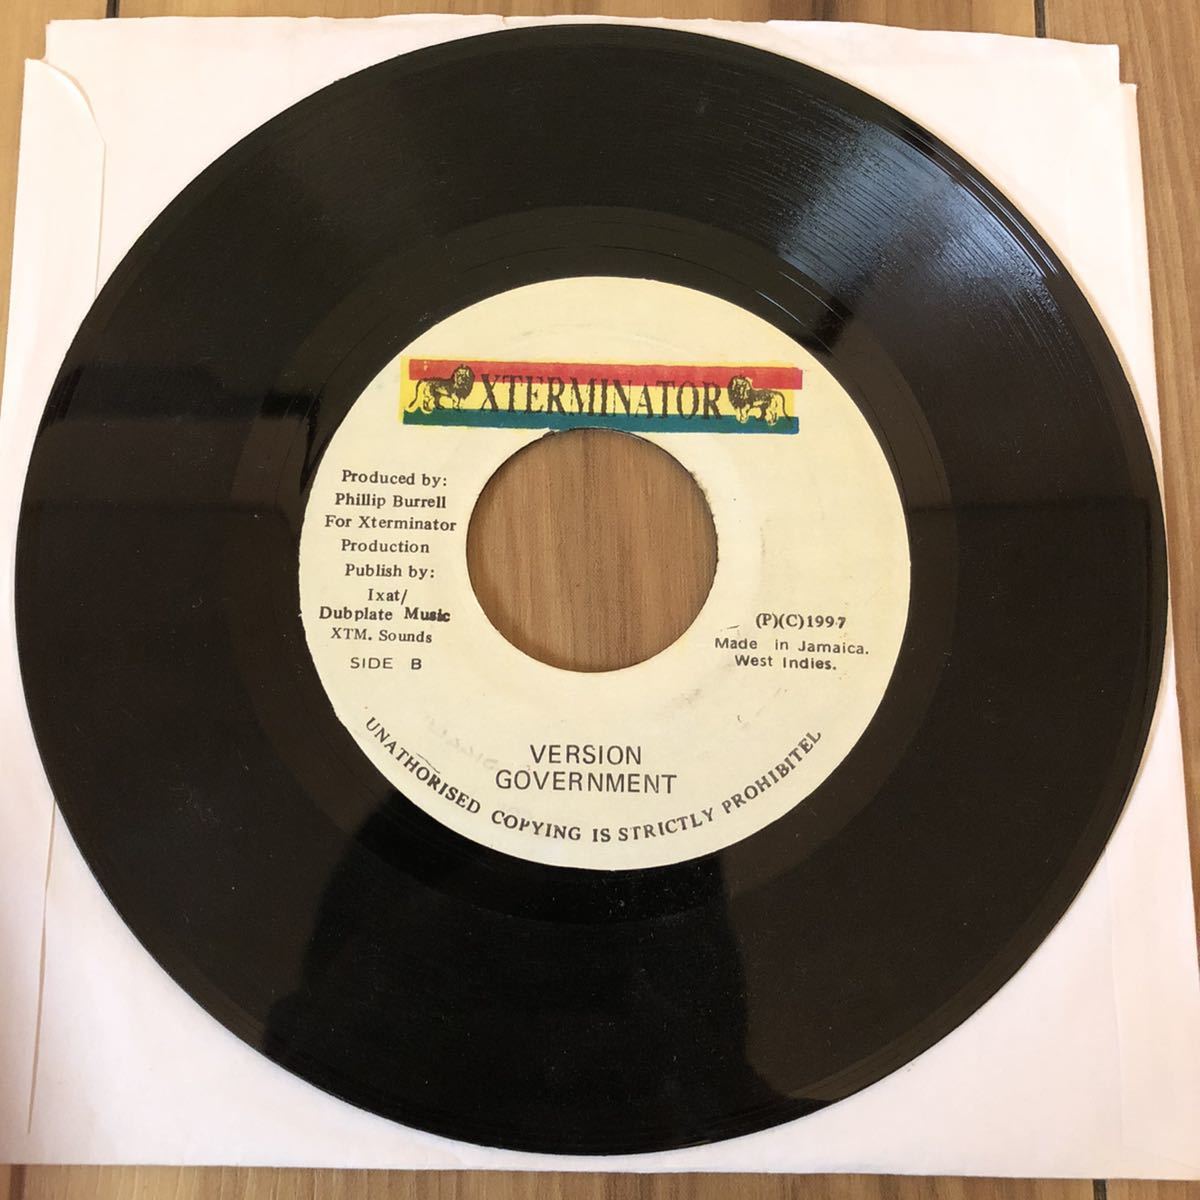 XTERMINATOR
Produced by:
Phillip Burrell
For Xterminator
Production
Publish by:
Ixat/
Dubplate Music
XTM. Sounds
SIDE B
(P)(C)1997
Made in Jamaica.
West Indies.
VERSION
GOVERNMENT
UNATHORISED COPYING IS STRICTLY PROHIBITEL